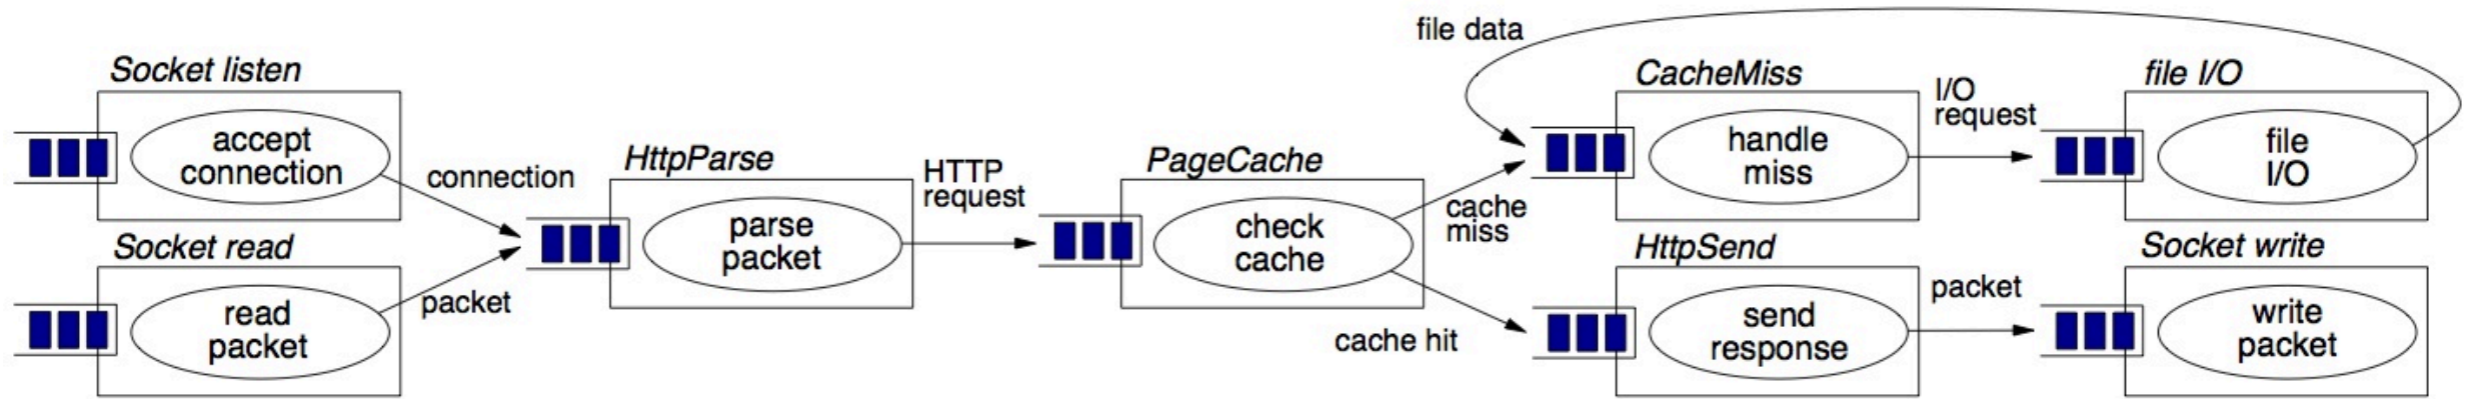 Socket listen
accept
connection
connection
Socket read
read
packet
packet
HttpParse
parse
packet
HTTP
request
PageCache
check
cache
cache
miss
cache hit
file data
CacheMiss
handle
miss
I/O
request
file I/O
file
I/O
HttpSend
send
response
packet
Socket write
write
packet